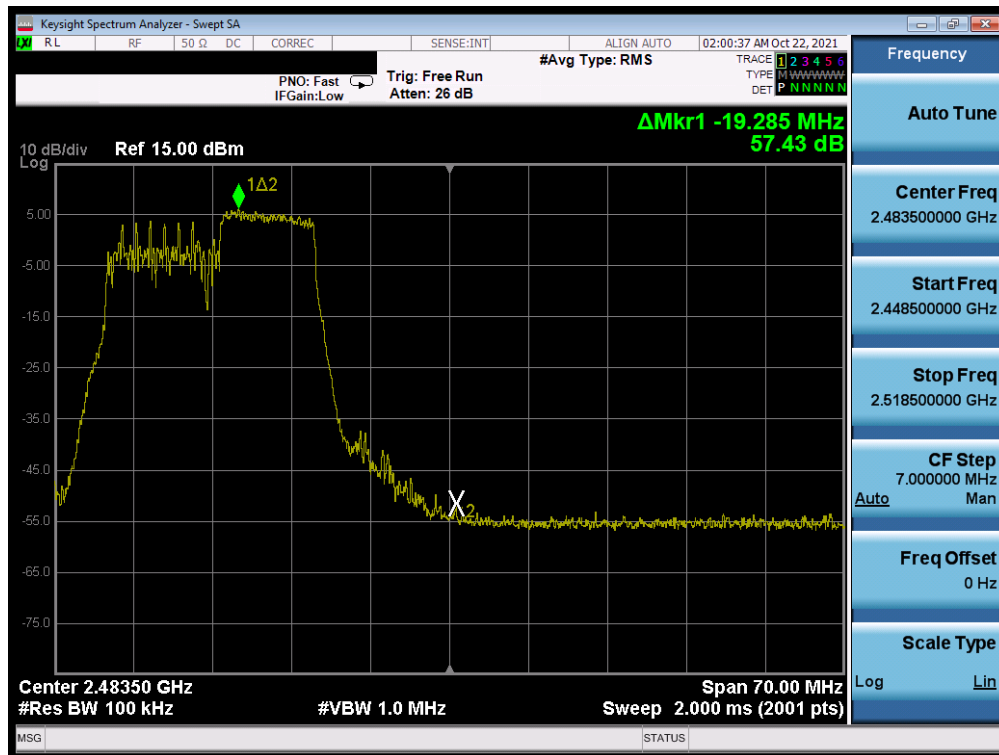 Keysight Spectrum Analyzer - Swept SA
LXI RL RF 50 Ω DC CORREC SENSE:INT ALIGN AUTO 02:00:37 AM Oct 22, 2021
#Avg Type: RMS
TRACE 1 2 3 4 5 6
TYPE M WWWWW
DET P N N N N N
PNO: Fast
IFGain:Low
Trig: Free Run
Atten: 26 dB
ΔMkr1 -19.285 MHz
57.43 dB
10 dB/div Ref 15.00 dBm
Log
1Δ2
5.00
-5.00
-15.0
-25.0
-35.0
-45.0
X2
-55.0
-65.0
-75.0
Center 2.48350 GHz Span 70.00 MHz
#Res BW 100 kHz #VBW 1.0 MHz Sweep 2.000 ms (2001 pts)
MSG STATUS
Frequency
Auto Tune
Center Freq
2.483500000 GHz
Start Freq
2.448500000 GHz
Stop Freq
2.518500000 GHz
CF Step
7.000000 MHz
Auto Man
Freq Offset
0 Hz
Scale Type
Log Lin